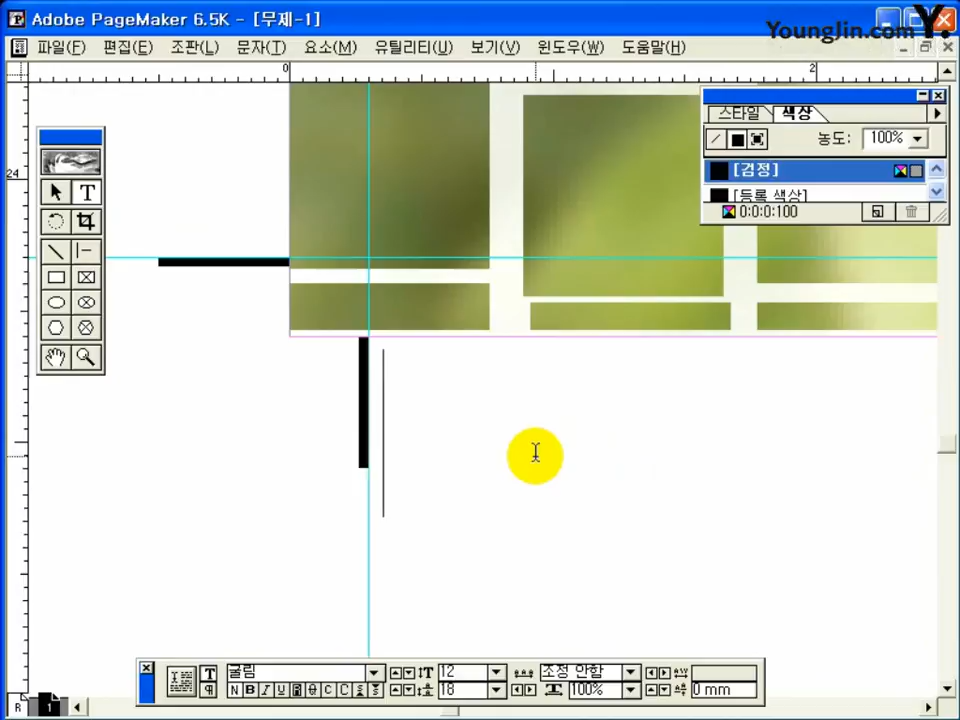 Adobe PageMaker 6.5K - [무제-1]
YoungJin.com Y.
파일(F) 편집(E) 조판(L) 문자(T) 요소(M) 유틸리티(U) 보기(V) 윈도우(W) 도움말(H)
0 2
스타일 색상
농도: 100%
24
[검정]
[등록 색상]
0:0:0:100
T
굴림 12 조정 안함
N B I U
18 100% 0 mm
R 1